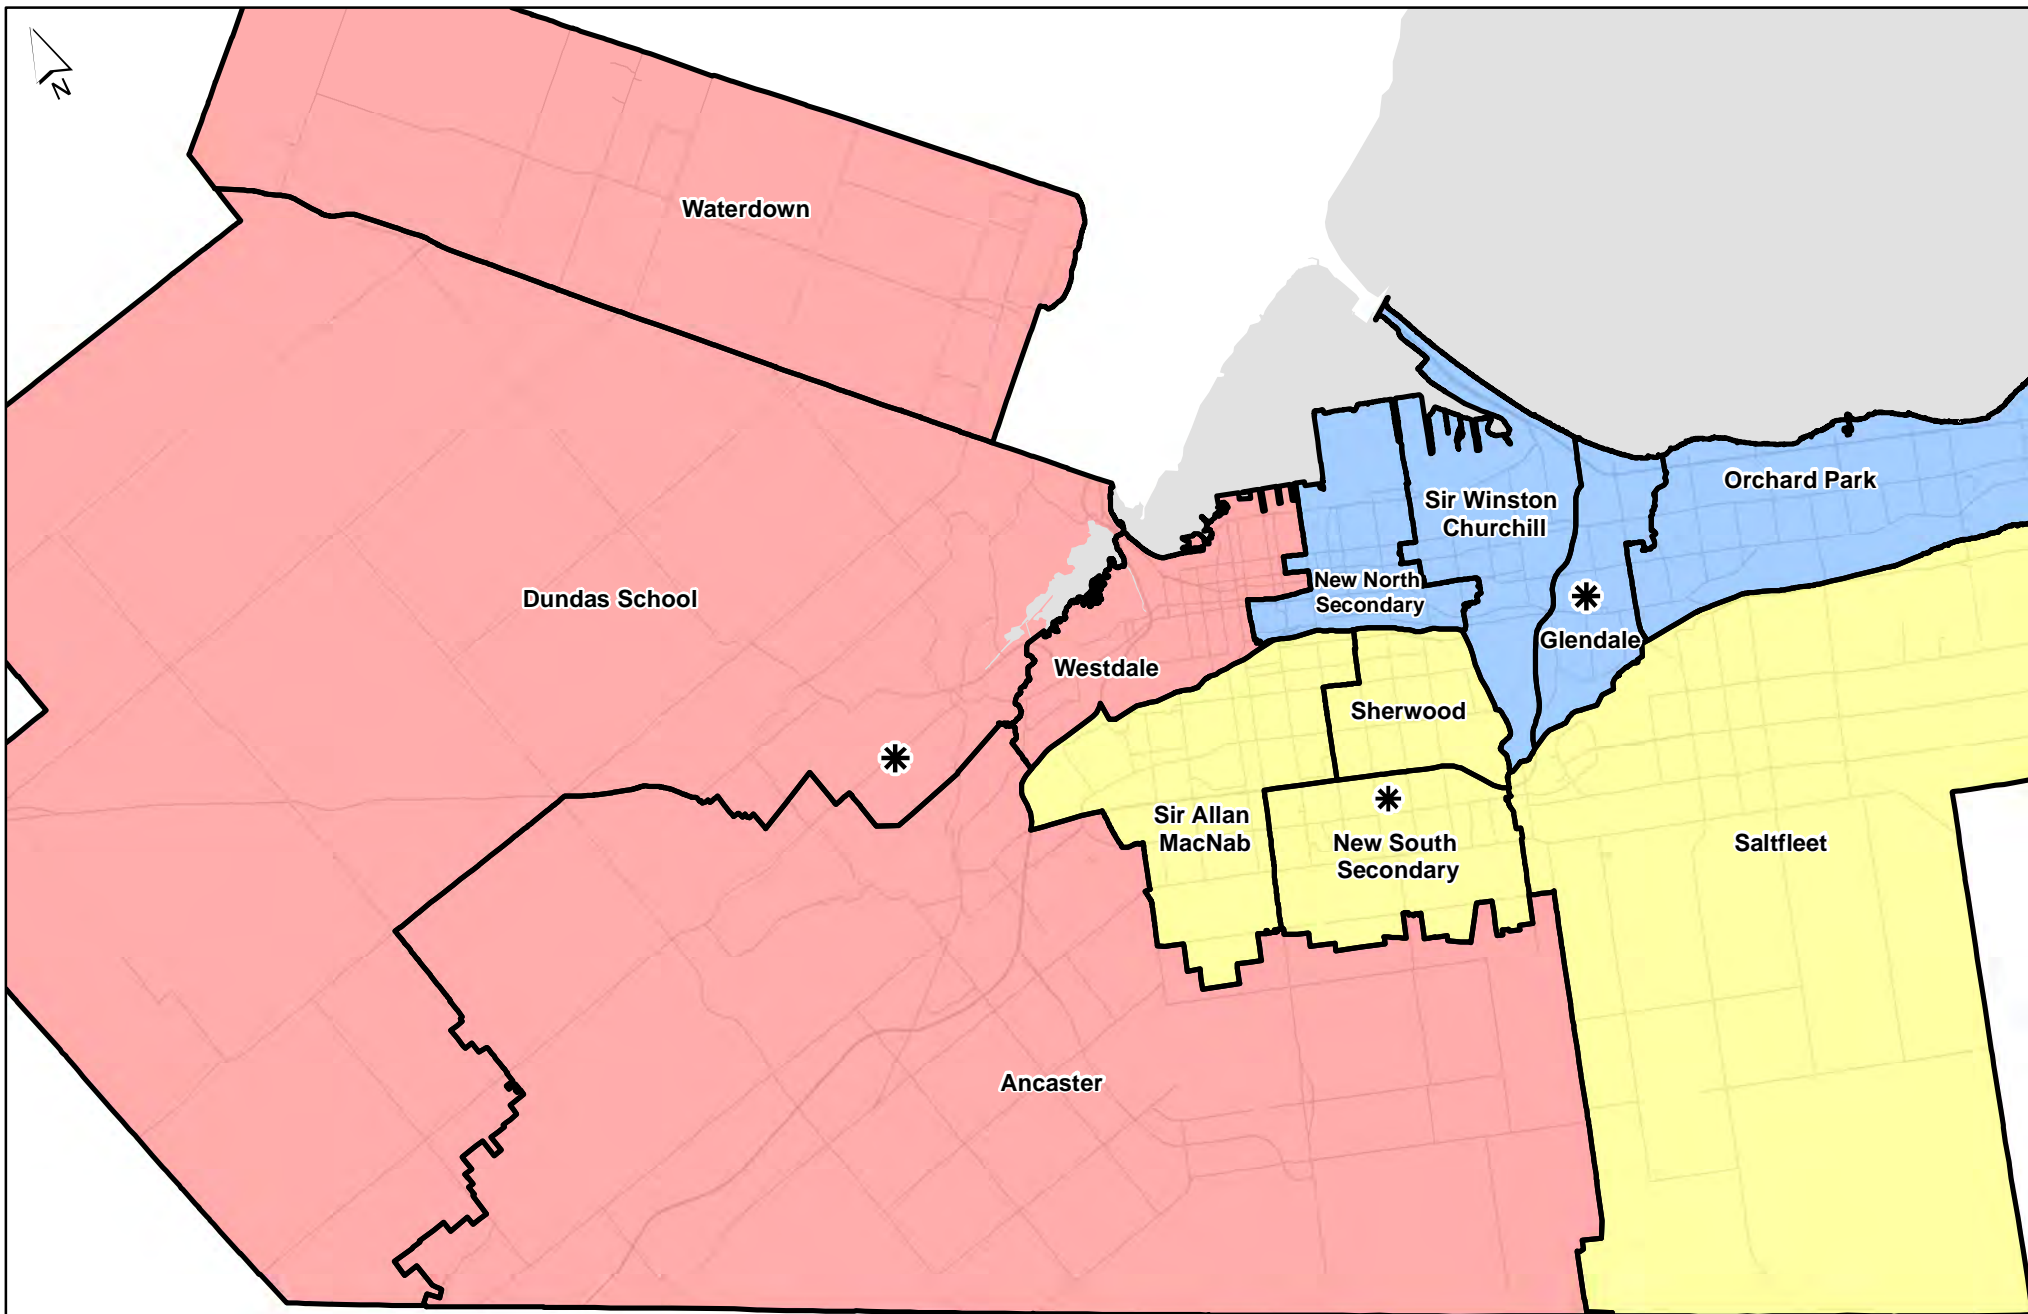 N
Waterdown
Orchard Park
Sir Winston
Churchill
New North
Secondary
Dundas School
Glendale
Westdale
Sherwood
Sir Allan
MacNab
New South
Secondary
Saltfleet
Ancaster